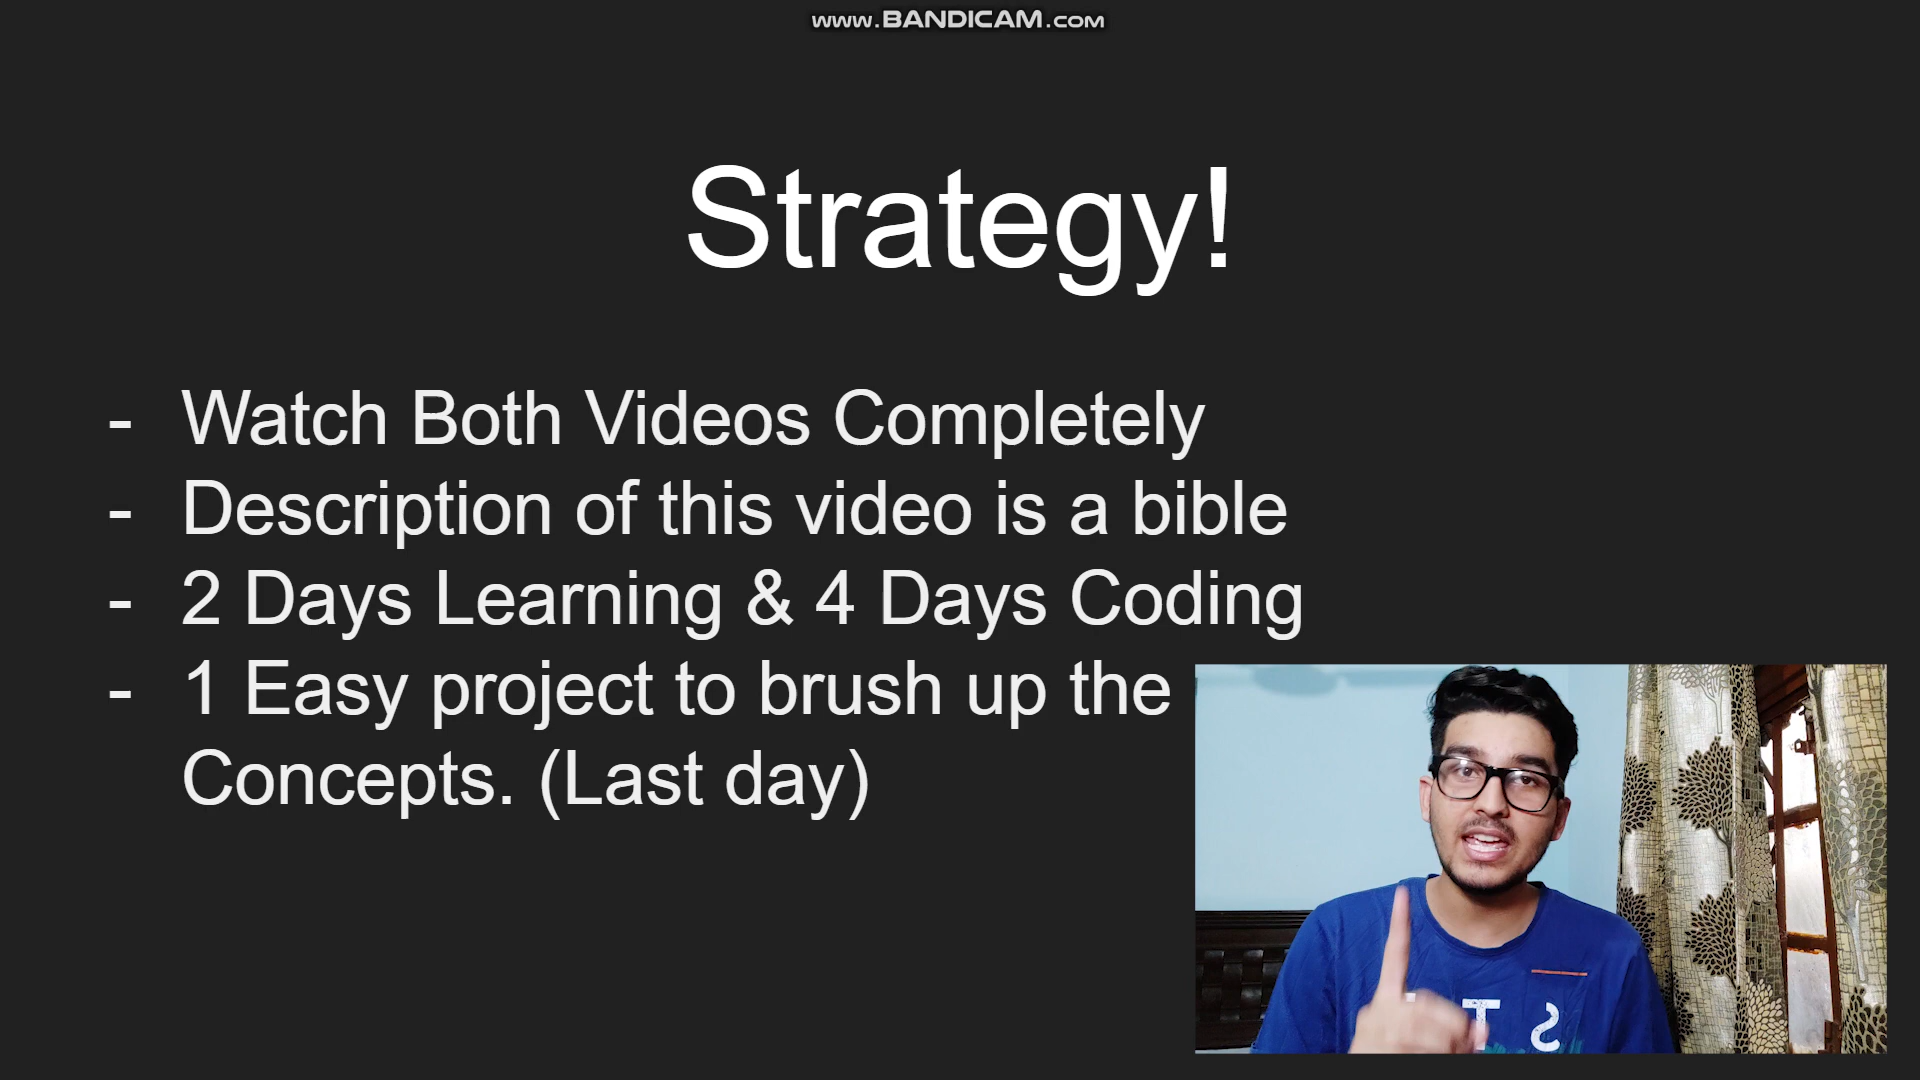 www.BANDICAM.com
Strategy!
- Watch Both Videos Completely
- Description of this video is a bible
- 2 Days Learning & 4 Days Coding
- 1 Easy project to brush up the
Concepts. (Last day)
T S